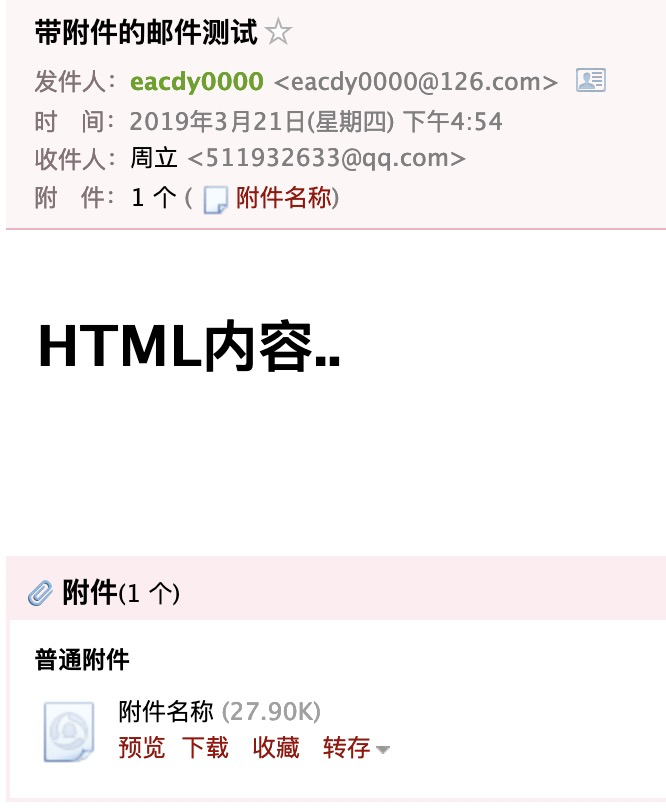 带附件的邮件测试
发件人：eacdy0000 <eacdy0000@126.com>
时　间：2019年3月21日(星期四) 下午4:54
收件人：周立 <511932633@qq.com>
附　件：1 个 ( 附件名称)
HTML内容..
附件(1 个)
普通附件
附件名称 (27.90K)
预览 下载 收藏 转存